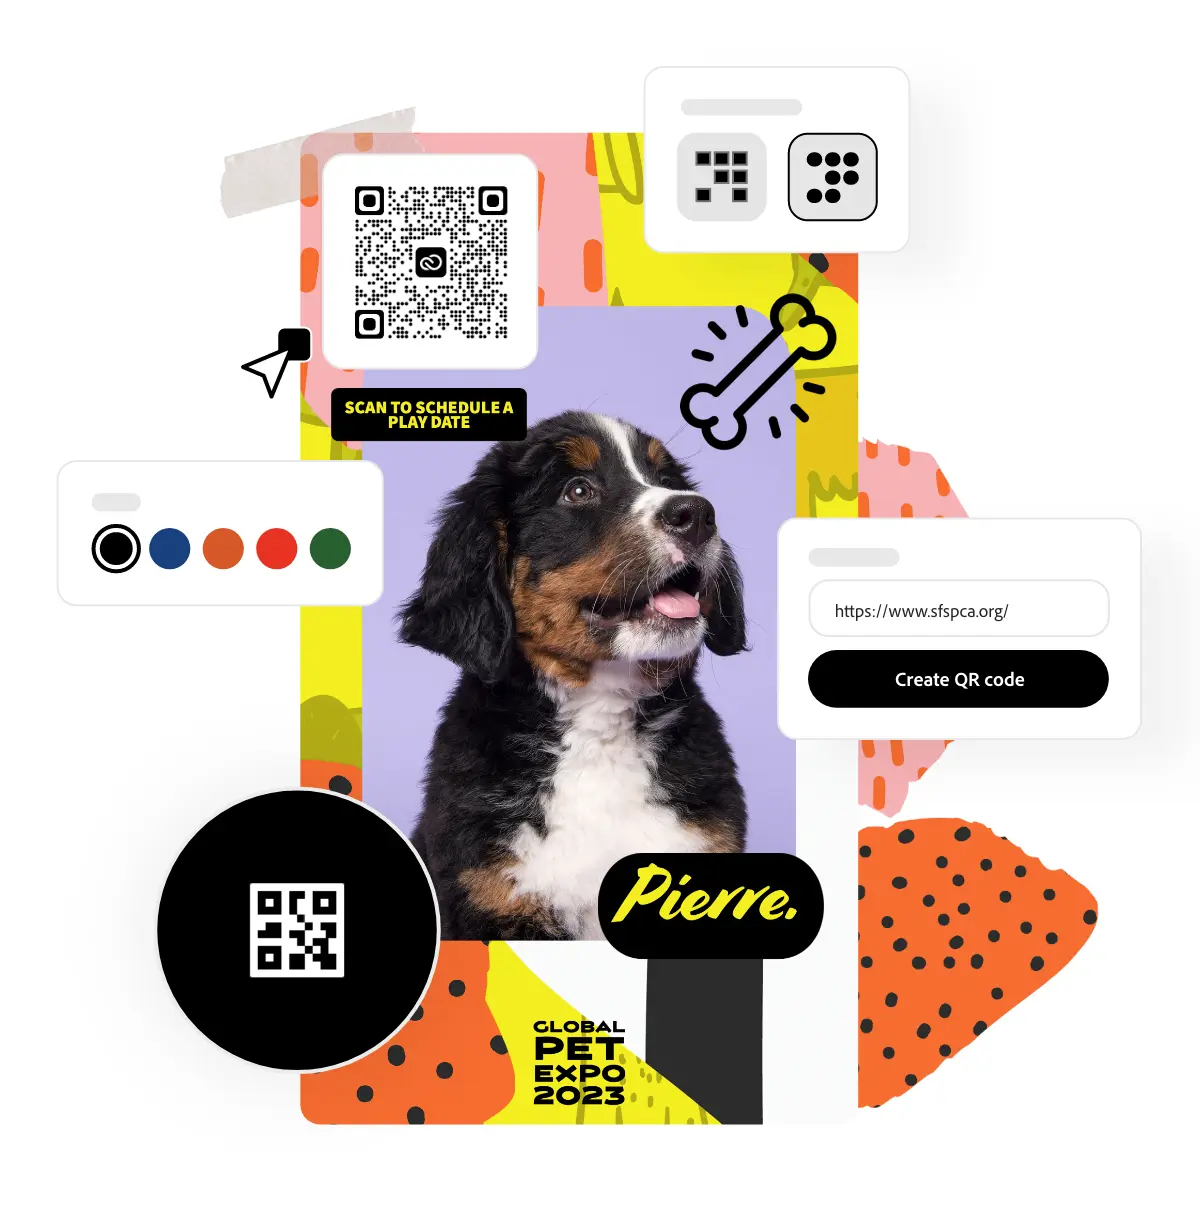 SCAN TO SCHEDULE A
PLAY DATE
https://www.sfspca.org/
Create QR code
Pierre.
GLOBAL
PET
EXPO
2023